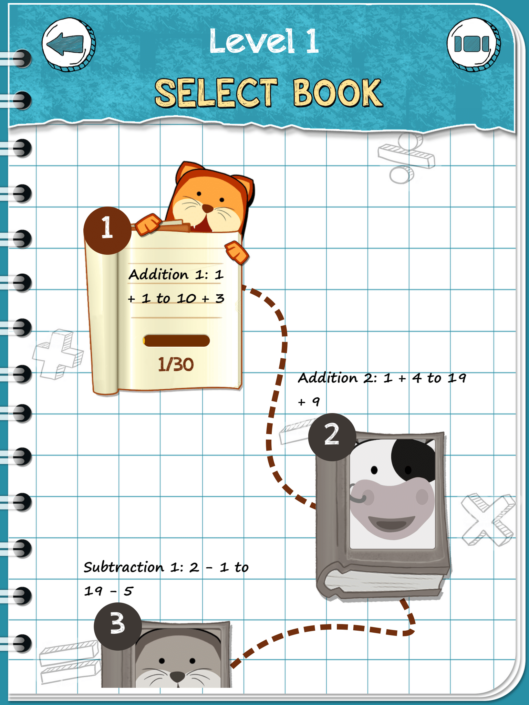 Level 1
SELECT BOOK
1
Addition 1: 1
+ 1 to 10 + 3
1/30
Addition 2: 1 + 4 to 19
+ 9
2
Subtraction 1: 2 - 1 to
19 - 5
3